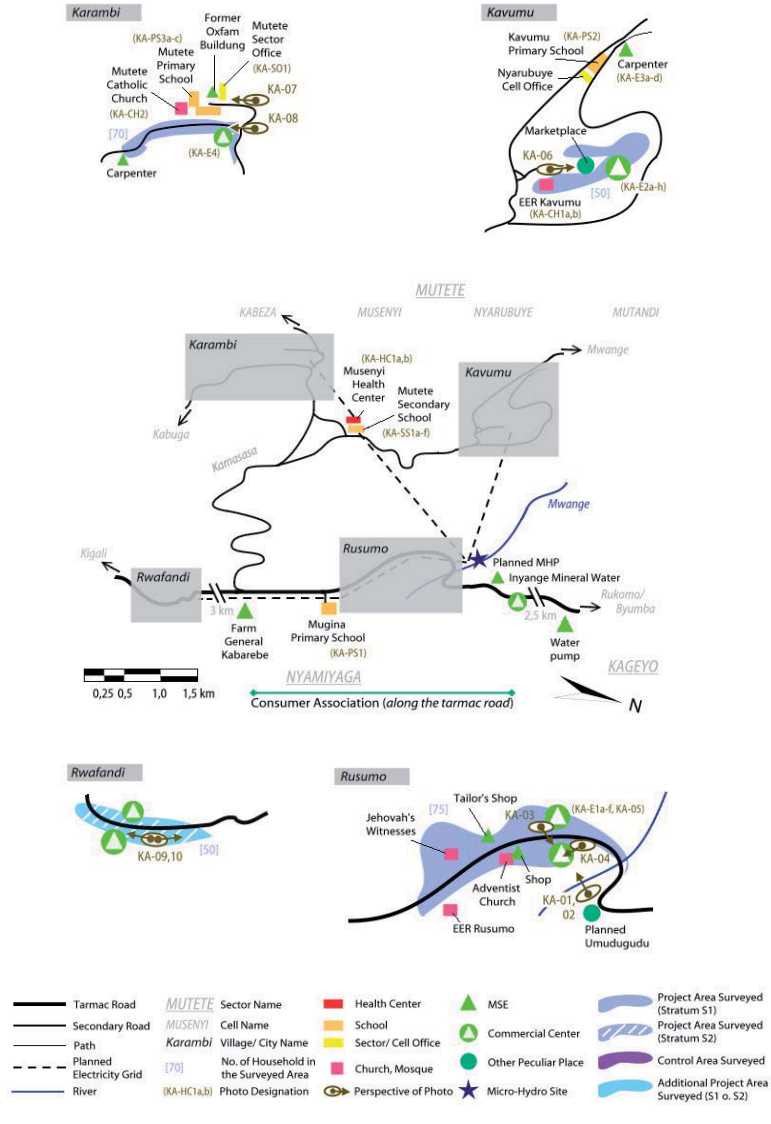 Karambi
Former
Oxfam
Buildung
Mutete
Sector
Office
(KA-SO1)
(KA-PS3a-c)
Mutete
Primary
School
Mutete
Catholic
Church
(KA-CH2)
KA-07
KA-08
[70]
(KA-E4)
Carpenter
Kavumu
Kavumu
Primary School
(KA-PS2)
Nyarubuye
Cell Office
Carpenter
(KA-E3a-d)
Marketplace
KA-06
(KA-E2a-h)
[50]
EER Kavumu
(KA-CH1a,b)
MUTETE
KABEZA
MUSENYI
NYARUBUYE
MUTANDI
Karambi
(KA-HC1a,b)
Musenyi
Health
Center
Mutete
Secondary
School
(KA-SS1a-f)
Kavumu
Mwange
Kabuga
Kamasasa
Mwange
Kigali
Rwafandi
Rusumo
Planned MHP
Inyange Mineral Water
Rukomo/
Byumba
3 km
2,5 km
Farm
General
Kabarebe
Mugina
Primary School
(KA-PS1)
Water
pump
KAGEYO
NYAMIYAGA
0,25 0,5 1,0 1,5 km
Consumer Association (along the tarmac road)
N
Rwafandi
KA-09,10
[50]
Rusumo
[75]
Tailor's Shop
(KA-E1a-f, KA-05)
KA-03
Jehovah's
Witnesses
KA-04
Shop
Adventist
Church
KA-01,
02
EER Rusumo
Planned
Umudugudu
Tarmac Road
Secondary Road
Path
Planned
Electricity Grid
River
MUTETE Sector Name
MUSENYI Cell Name
Karambi Village/ City Name
[70] No. of Household in
the Surveyed Area
(KA-HC1a,b) Photo Designation
Health Center
School
Sector/ Cell Office
Church, Mosque
Perspective of Photo
MSE
Commercial Center
Other Peculiar Place
Micro-Hydro Site
Project Area Surveyed
(Stratum S1)
Project Area Surveyed
(Stratum S2)
Control Area Surveyed
Additional Project Area
Surveyed (S1 o. S2)